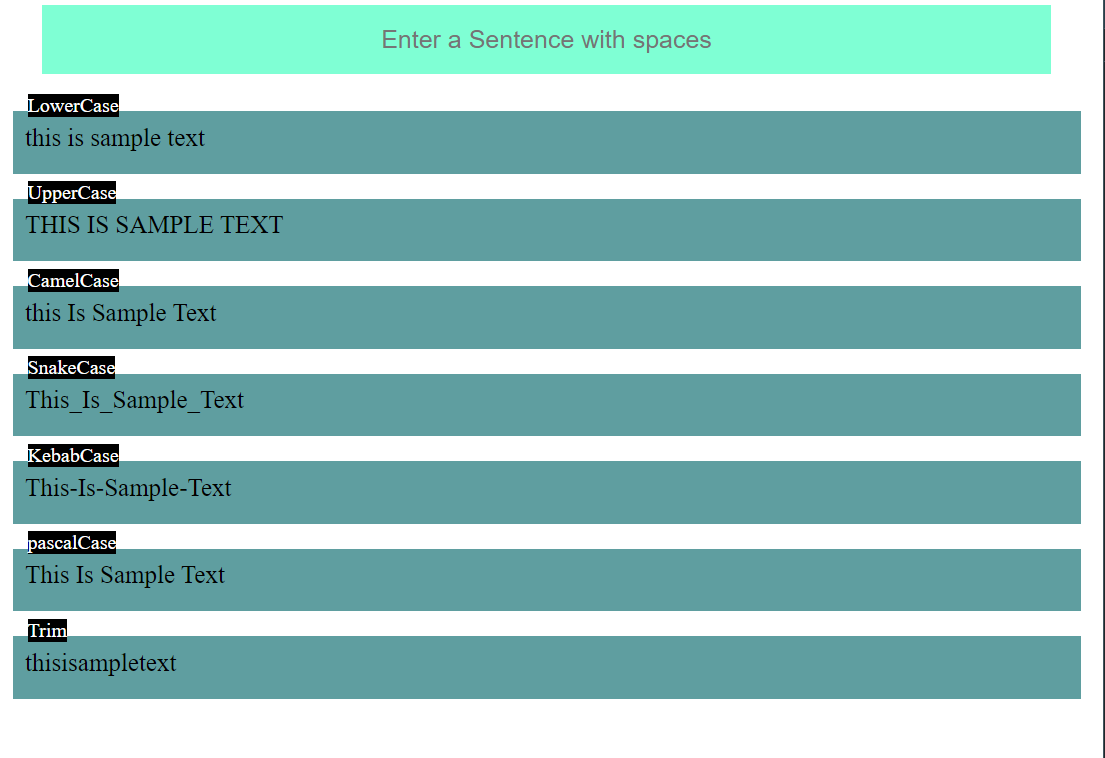 Enter a Sentence with spaces
LowerCase
this is sample text
UpperCase
THIS IS SAMPLE TEXT
CamelCase
this Is Sample Text
SnakeCase
This_Is_Sample_Text
KebabCase
This-Is-Sample-Text
pascalCase
This Is Sample Text
Trim
thisisampletext